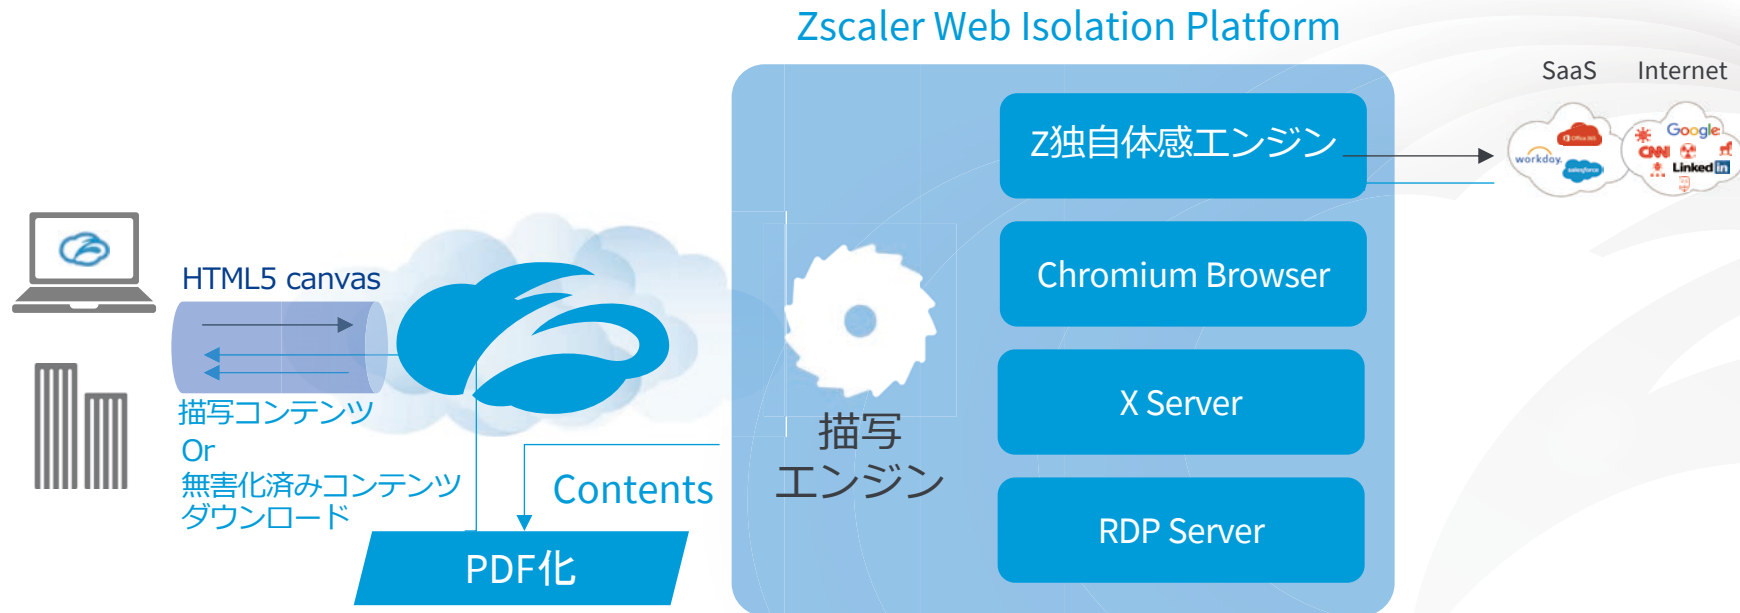 Zscaler Web Isolation Platform
SaaS Internet
Z独自体感エンジン
Office 365
workday.
salesforce
Google
CNN
Linked in
HTML5 canvas
Chromium Browser
描写コンテンツ
Or
無害化済みコンテンツ
ダウンロード
Contents
PDF化
描写
エンジン
X Server
RDP Server